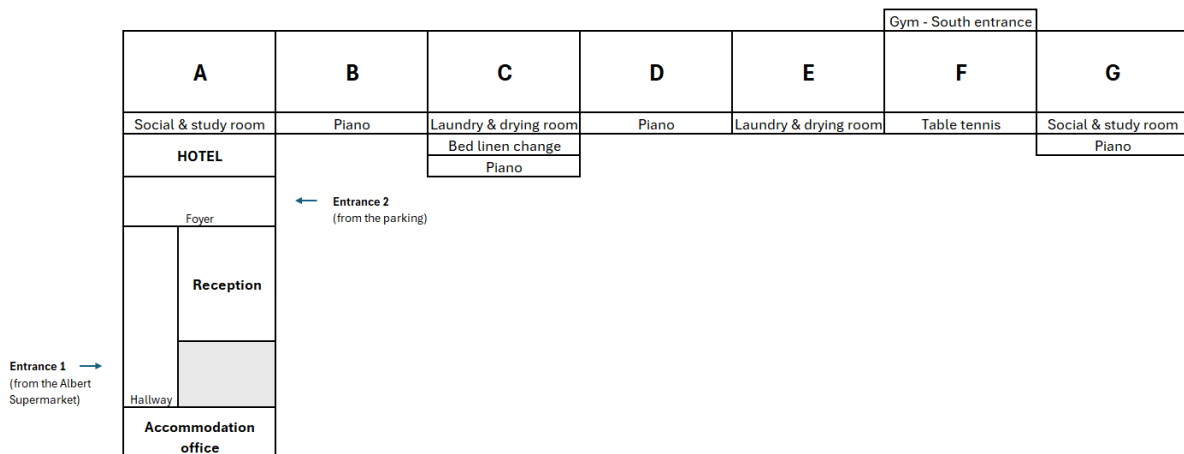 Gym - South entrance
A
B
C
D
E
F
G
Social & study room
Piano
Laundry & drying room
Piano
Laundry & drying room
Table tennis
Social & study room
HOTEL
Bed linen change
Piano
Piano
Foyer
Entrance 2
(from the parking)
Reception
Entrance 1
(from the Albert
Supermarket)
Hallway
Accommodation
office